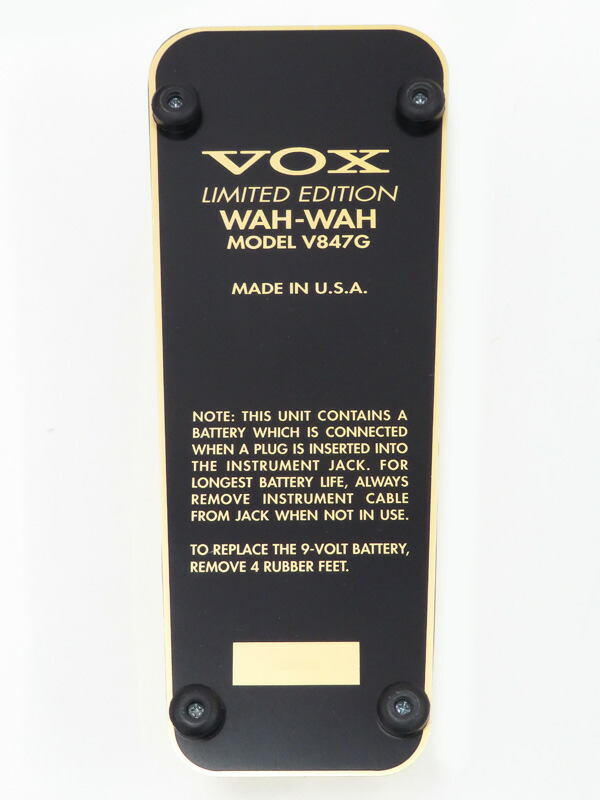 VOX
LIMITED EDITION
WAH-WAH
MODEL V847G
MADE IN U.S.A.
NOTE: THIS UNIT CONTAINS A
BATTERY WHICH IS CONNECTED
WHEN A PLUG IS INSERTED INTO
THE INSTRUMENT JACK. FOR
LONGEST BATTERY LIFE, ALWAYS
REMOVE INSTRUMENT CABLE
FROM JACK WHEN NOT IN USE.
TO REPLACE THE 9-VOLT BATTERY,
REMOVE 4 RUBBER FEET.